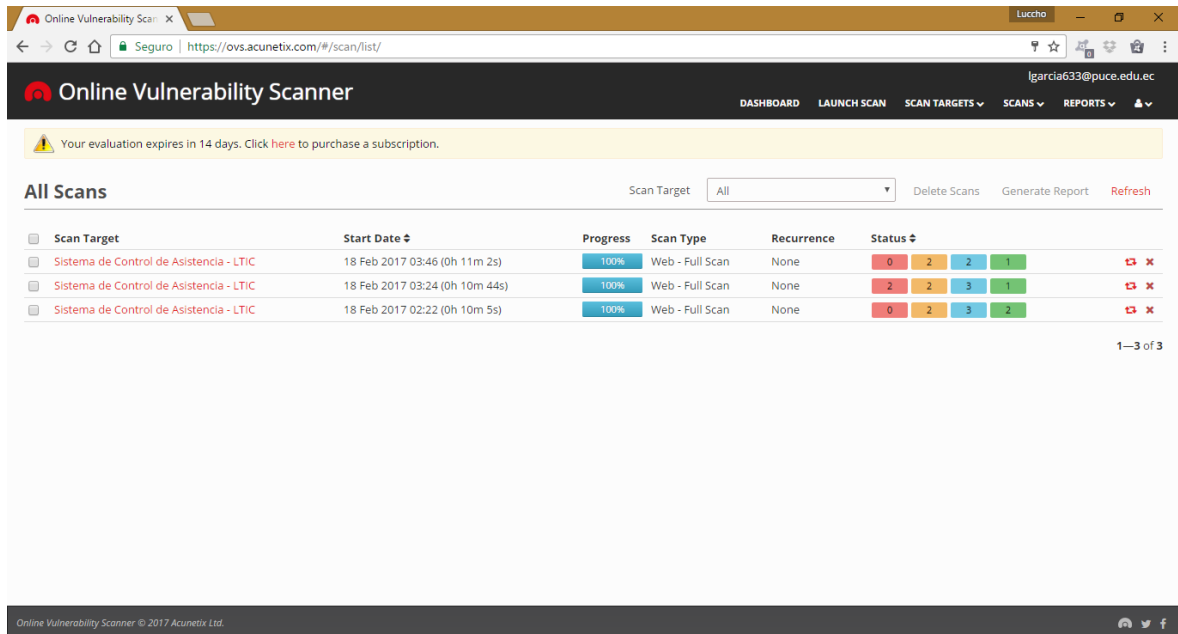 Online Vulnerability Scan
Luccho
Seguro | https://ovs.acunetix.com/#/scan/list/
0
lgarcia633@puce.edu.ec
Online Vulnerability Scanner
DASHBOARD LAUNCH SCAN SCAN TARGETS SCANS REPORTS
Your evaluation expires in 14 days. Click here to purchase a subscription.
All Scans
Scan Target All Delete Scans Generate Report Refresh
Scan Target Start Date Progress Scan Type Recurrence Status
Sistema de Control de Asistencia - LTIC 18 Feb 2017 03:46 (0h 11m 2s) 100% Web - Full Scan None 0 2 2 1
Sistema de Control de Asistencia - LTIC 18 Feb 2017 03:24 (0h 10m 44s) 100% Web - Full Scan None 2 2 3 1
Sistema de Control de Asistencia - LTIC 18 Feb 2017 02:22 (0h 10m 5s) 100% Web - Full Scan None 0 2 3 2
1—3 of 3
Online Vulnerability Scanner © 2017 Acunetix Ltd.